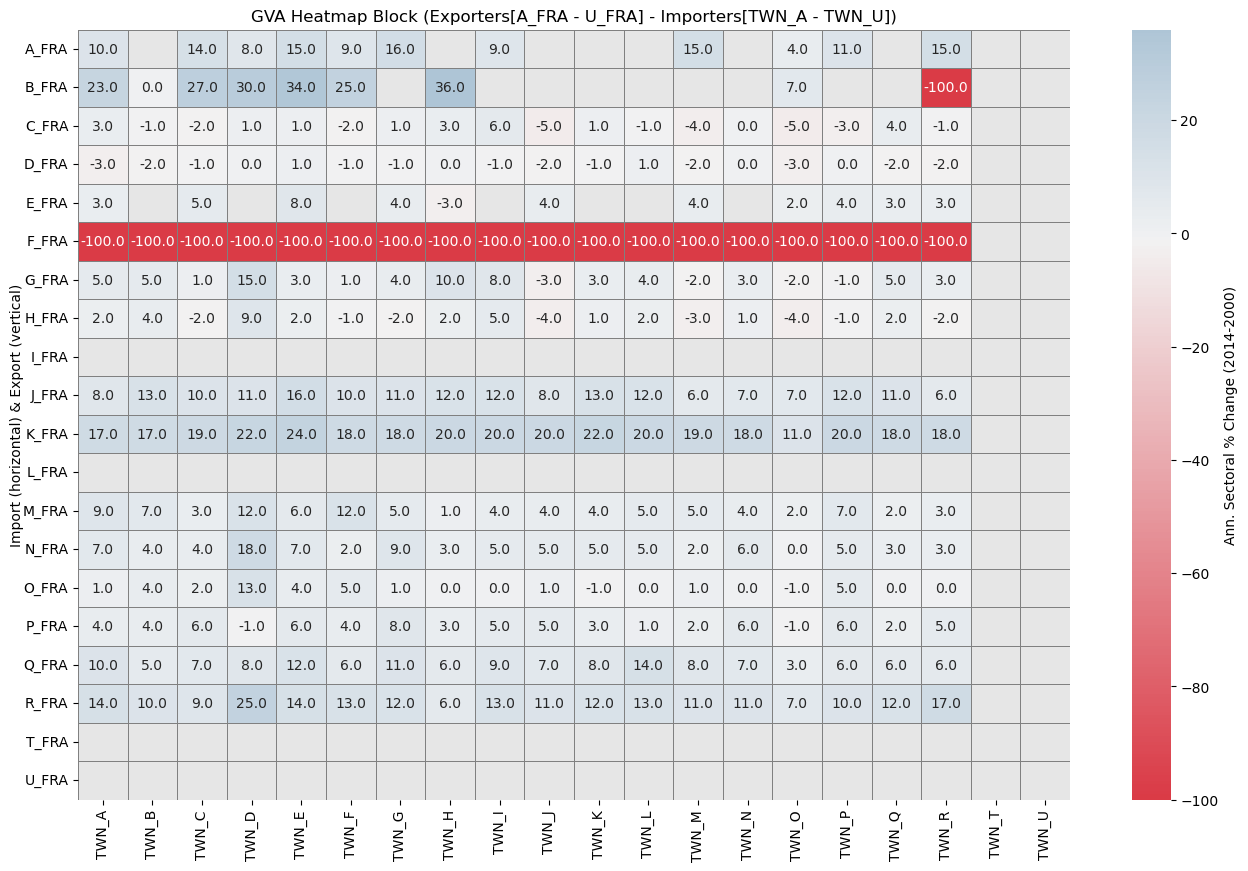 GVA Heatmap Block (Exporters[A_FRA - U_FRA] - Importers[TWN_A - TWN_U])
Import (horizontal) & Export (vertical)
A_FRA 10.0 14.0 8.0 15.0 9.0 16.0 9.0 15.0 4.0 11.0 15.0
B_FRA 23.0 0.0 27.0 30.0 34.0 25.0 36.0 7.0 -100.0
C_FRA 3.0 -1.0 -2.0 1.0 1.0 -2.0 1.0 3.0 6.0 -5.0 1.0 -1.0 -4.0 0.0 -5.0 -3.0 4.0 -1.0
D_FRA -3.0 -2.0 -1.0 0.0 1.0 -1.0 -1.0 0.0 -1.0 -2.0 -1.0 1.0 -2.0 0.0 -3.0 0.0 -2.0 -2.0
E_FRA 3.0 5.0 8.0 4.0 -3.0 4.0 4.0 2.0 4.0 3.0 3.0
F_FRA -100.0 -100.0 -100.0 -100.0 -100.0 -100.0 -100.0 -100.0 -100.0 -100.0 -100.0 -100.0 -100.0 -100.0 -100.0 -100.0 -100.0 -100.0
G_FRA 5.0 5.0 1.0 15.0 3.0 1.0 4.0 10.0 8.0 -3.0 3.0 4.0 -2.0 3.0 -2.0 -1.0 5.0 3.0
H_FRA 2.0 4.0 -2.0 9.0 2.0 -1.0 -2.0 2.0 5.0 -4.0 1.0 2.0 -3.0 1.0 -4.0 -1.0 2.0 -2.0
I_FRA
J_FRA 8.0 13.0 10.0 11.0 16.0 10.0 11.0 12.0 12.0 8.0 13.0 12.0 6.0 7.0 7.0 12.0 11.0 6.0
K_FRA 17.0 17.0 19.0 22.0 24.0 18.0 18.0 20.0 20.0 20.0 22.0 20.0 19.0 18.0 11.0 20.0 18.0 18.0
L_FRA
M_FRA 9.0 7.0 3.0 12.0 6.0 12.0 5.0 1.0 4.0 4.0 4.0 5.0 5.0 4.0 2.0 7.0 2.0 3.0
N_FRA 7.0 4.0 4.0 18.0 7.0 2.0 9.0 3.0 5.0 5.0 5.0 5.0 2.0 6.0 0.0 5.0 3.0 3.0
O_FRA 1.0 4.0 2.0 13.0 4.0 5.0 1.0 0.0 0.0 1.0 -1.0 0.0 1.0 0.0 -1.0 5.0 0.0 0.0
P_FRA 4.0 4.0 6.0 -1.0 6.0 4.0 8.0 3.0 5.0 5.0 3.0 1.0 2.0 6.0 -1.0 6.0 2.0 5.0
Q_FRA 10.0 5.0 7.0 8.0 12.0 6.0 11.0 6.0 9.0 7.0 8.0 14.0 8.0 7.0 3.0 6.0 6.0 6.0
R_FRA 14.0 10.0 9.0 25.0 14.0 13.0 12.0 6.0 13.0 11.0 12.0 13.0 11.0 11.0 7.0 10.0 12.0 17.0
T_FRA
U_FRA
TWN_A TWN_B TWN_C TWN_D TWN_E TWN_F TWN_G TWN_H TWN_I TWN_J TWN_K TWN_L TWN_M TWN_N TWN_O TWN_P TWN_Q TWN_R TWN_T TWN_U
20
0
−20
−40
−60
−80
−100
Ann. Sectoral % Change (2014-2000)